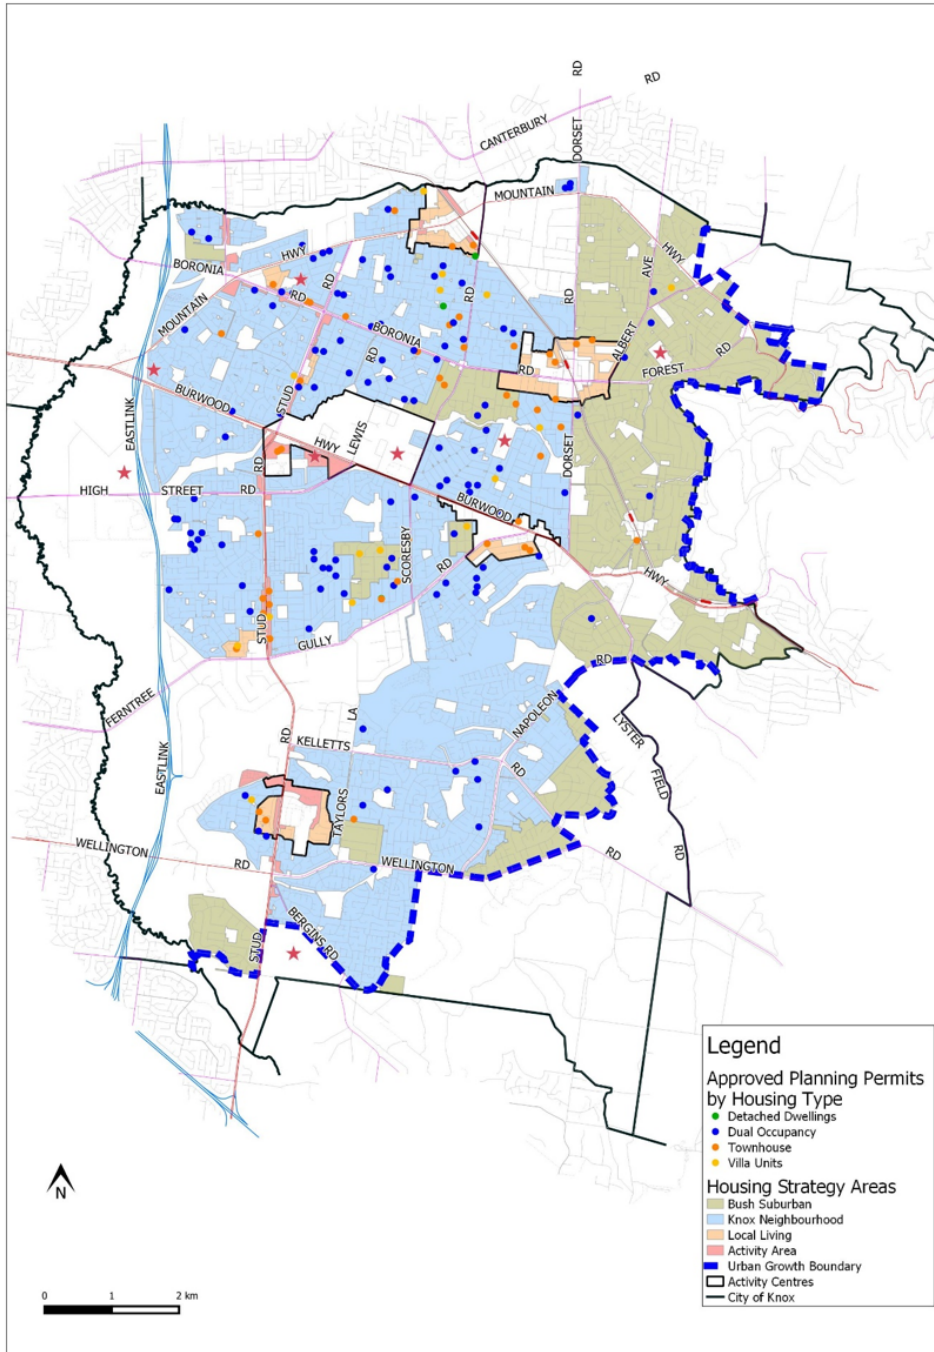 RD
RD
CANTERBURY
DORSET
MOUNTAIN
HWY
BORONIA
RD
AVE
HWY
MOUNTAIN
RD
RD
RD
BORONIA
RD
ALBERT
RD
RD
FOREST
EASTLINK
BURWOOD
STUD
LEWIS
HWY
DORSET
RD
HIGH
STREET
RD
BURWOOD
SCORESBY
RD
HWY
STUD
GULLY
RD
FERNTREE
LA
NAPOLEON
LYSTER
FIELD
RD
EASTLINK
RD
KELLETTS
RD
TAYLORS
WELLINGTON
RD
WELLINGTON
RD
BERGINS RD
STUD
Legend
Approved Planning Permits
by Housing Type
Detached Dwellings
Dual Occupancy
Townhouse
Villa Units
Housing Strategy Areas
Bush Suburban
Knox Neighbourhood
Local Living
Activity Area
Urban Growth Boundary
Activity Centres
City of Knox
N
0 1 2 km